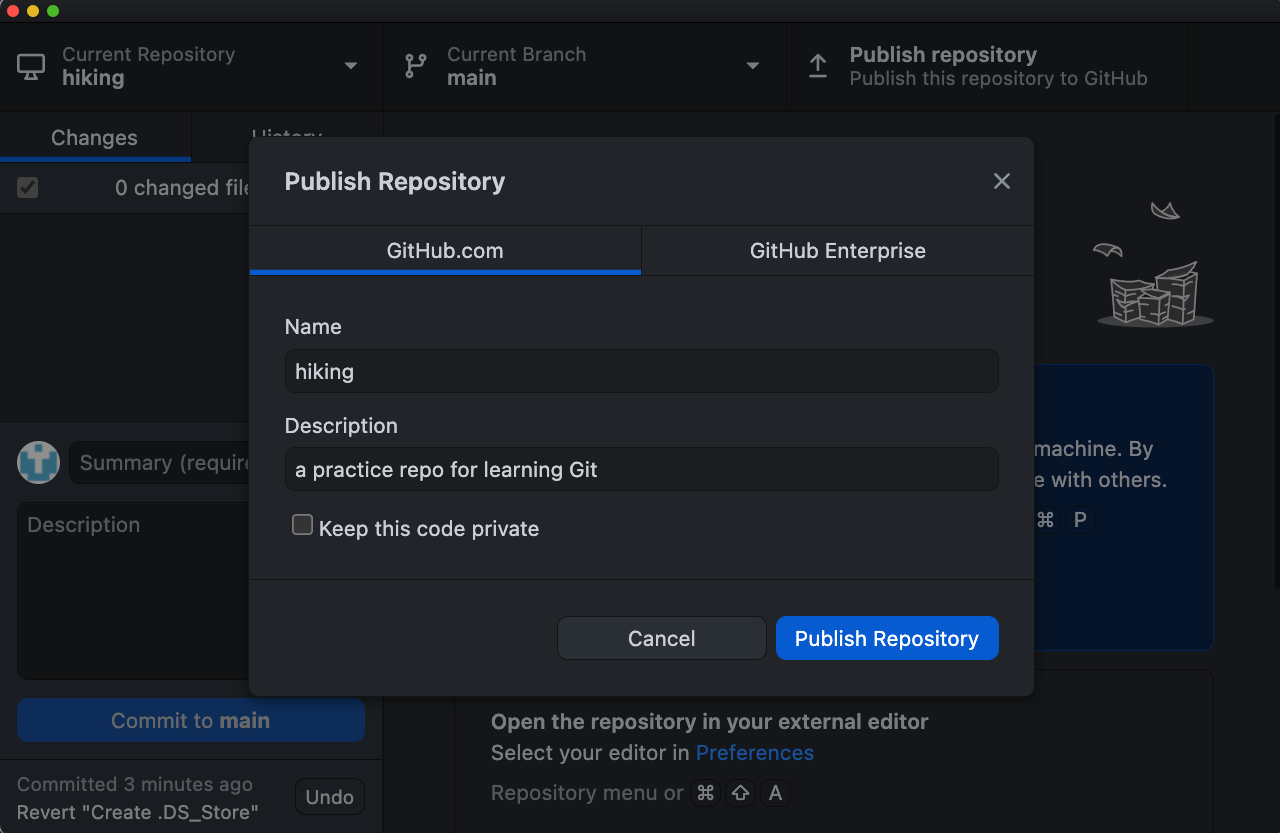 Current Repository
hiking
Current Branch
main
Publish repository
Publish this repository to GitHub
Changes
History
0 changed
Publish Repository
GitHub.com
GitHub Enterprise
Name
hiking
Description
a practice repo for learning Git
Keep this code private
Cancel
Publish Repository
Summary
Description
Commit to main
Committed 3 minutes ago
Revert "Create .DS_Store"
Undo
machine. By
with others.
⌘ P
Open the repository in your external editor
Select your editor in Preferences
Repository menu or ⌘ ⇧ A